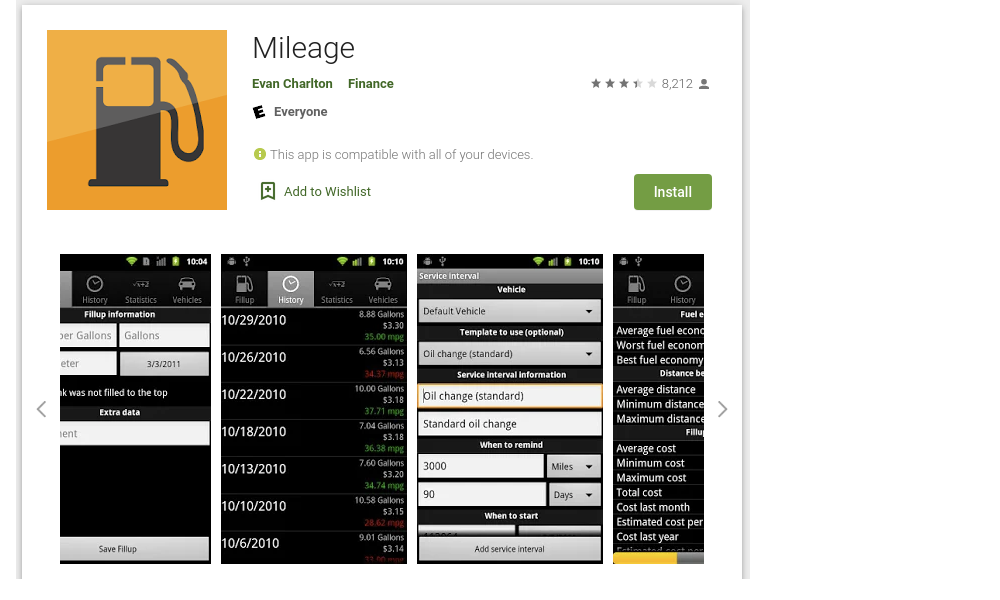 Mileage
Evan Charlton Finance
8,212
E Everyone
This app is compatible with all of your devices.
Add to Wishlist
Install
10:04
History Statistics Vehicles
Fillup information
per Gallons Gallons
eter 3/3/2011
nk was not filled to the top
Extra data
ment
Save Fillup
10:10
Fillup History Statistics Vehicles
10/29/2010 8.88 Gallons
$3.30
35.00 mpg
10/26/2010 6.56 Gallons
$3.13
34.37 mpg
10/22/2010 10.00 Gallons
$3.18
37.71 mpg
10/18/2010 7.04 Gallons
$3.18
36.38 mpg
10/13/2010 7.60 Gallons
$3.20
34.74 mpg
10/10/2010 10.58 Gallons
$3.15
28.62 mpg
10/6/2010 9.01 Gallons
$3.14
10:10
Service interval
Vehicle
Default Vehicle
Template to use (optional)
Oil change (standard)
Service interval information
Oil change (standard)
Standard oil change
When to remind
3000 Miles
90 Days
When to start
Add service interval
Fillup History
Fuel e
Average fuel econo
Worst fuel econom
Best fuel economy
Distance be
Average distance
Minimum distance
Maximum distance
Fillu
Average cost
Minimum cost
Maximum cost
Total cost
Cost last month
Estimated cost per
Cost last year
Estimated cost per